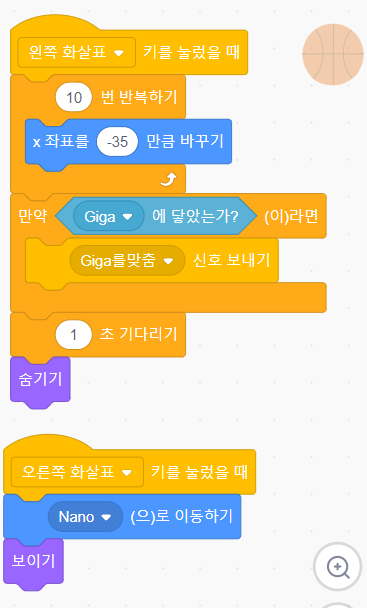 왼쪽 화살표 키를 눌렀을 때
10 번 반복하기
x 좌표를 -35 만큼 바꾸기
만약 Giga 에 닿았는가? (이)라면
Giga를맞춤 신호 보내기
1 초 기다리기
숨기기
오른쪽 화살표 키를 눌렀을 때
Nano (으)로 이동하기
보이기